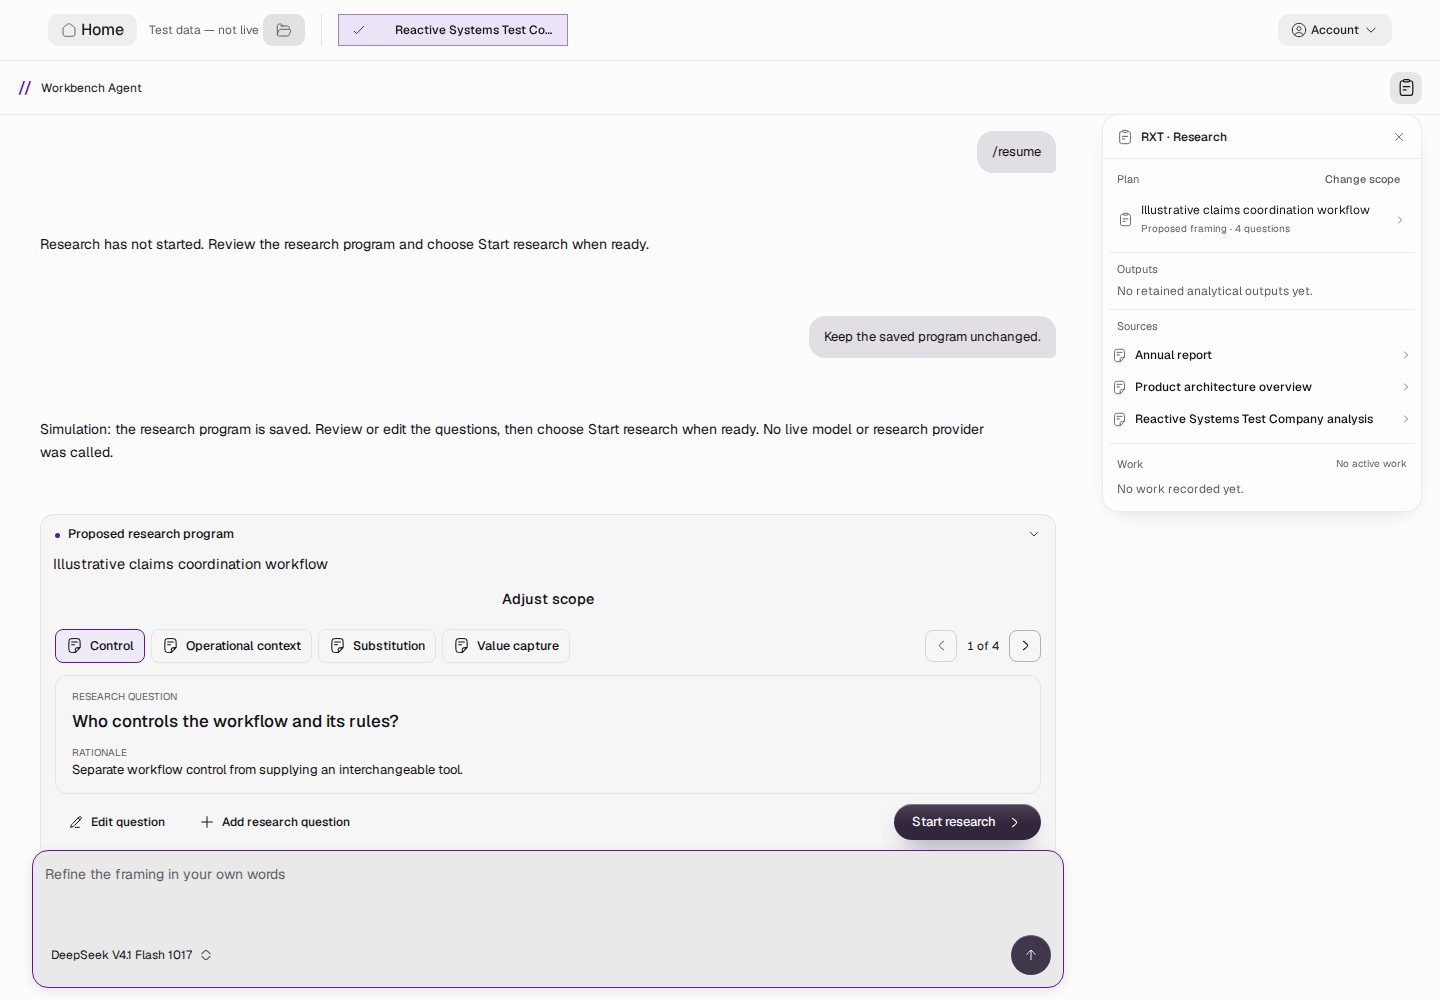 Home
Test data — not live
Reactive Systems Test Co...
Account
// Workbench Agent
/resume
Research has not started. Review the research program and choose Start research when ready.
Keep the saved program unchanged.
Simulation: the research program is saved. Review or edit the questions, then choose Start research when ready. No live model or research provider
was called.
Proposed research program
Illustrative claims coordination workflow
Adjust scope
Control
Operational context
Substitution
Value capture
1 of 4
RESEARCH QUESTION
Who controls the workflow and its rules?
RATIONALE
Separate workflow control from supplying an interchangeable tool.
Edit question
Add research question
Start research
Refine the framing in your own words
DeepSeek V4.1 Flash 1017
RXT · Research
Plan
Change scope
Illustrative claims coordination workflow
Proposed framing · 4 questions
Outputs
No retained analytical outputs yet.
Sources
Annual report
Product architecture overview
Reactive Systems Test Company analysis
Work
No active work
No work recorded yet.